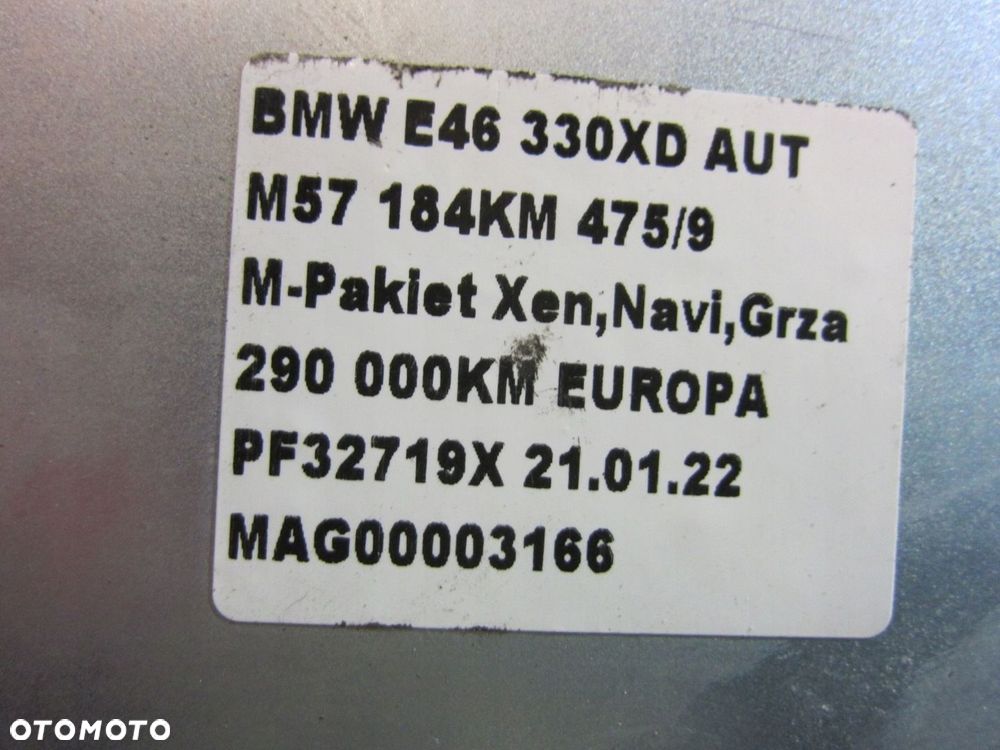 BMW E46 330XD AUT
M57 184KM 475/9
M-Pakiet Xen,Navi,Grza
290 000KM EUROPA
PF32719X 21.01.22
MAG00003166
OTOMOTO